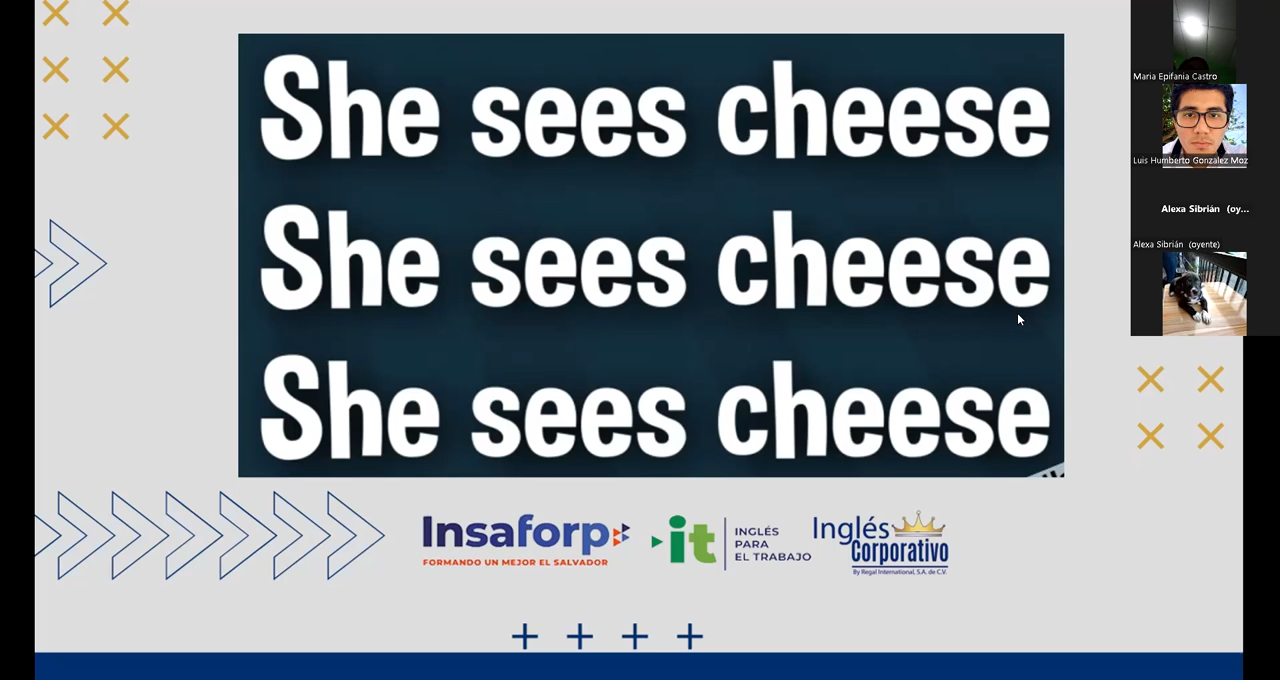 She sees cheese
She sees cheese
She sees cheese
Insaforp
FORMANDO UN MEJOR EL SALVADOR
it
INGLÉS
PARA
EL TRABAJO
Inglés
Corporativo
By Regal International, S.A. de C.V.
Maria Epifania Castro
Luis Humberto Gonzalez Moz
Alexa Sibrián (oy...
Alexa Sibrián (oyente)